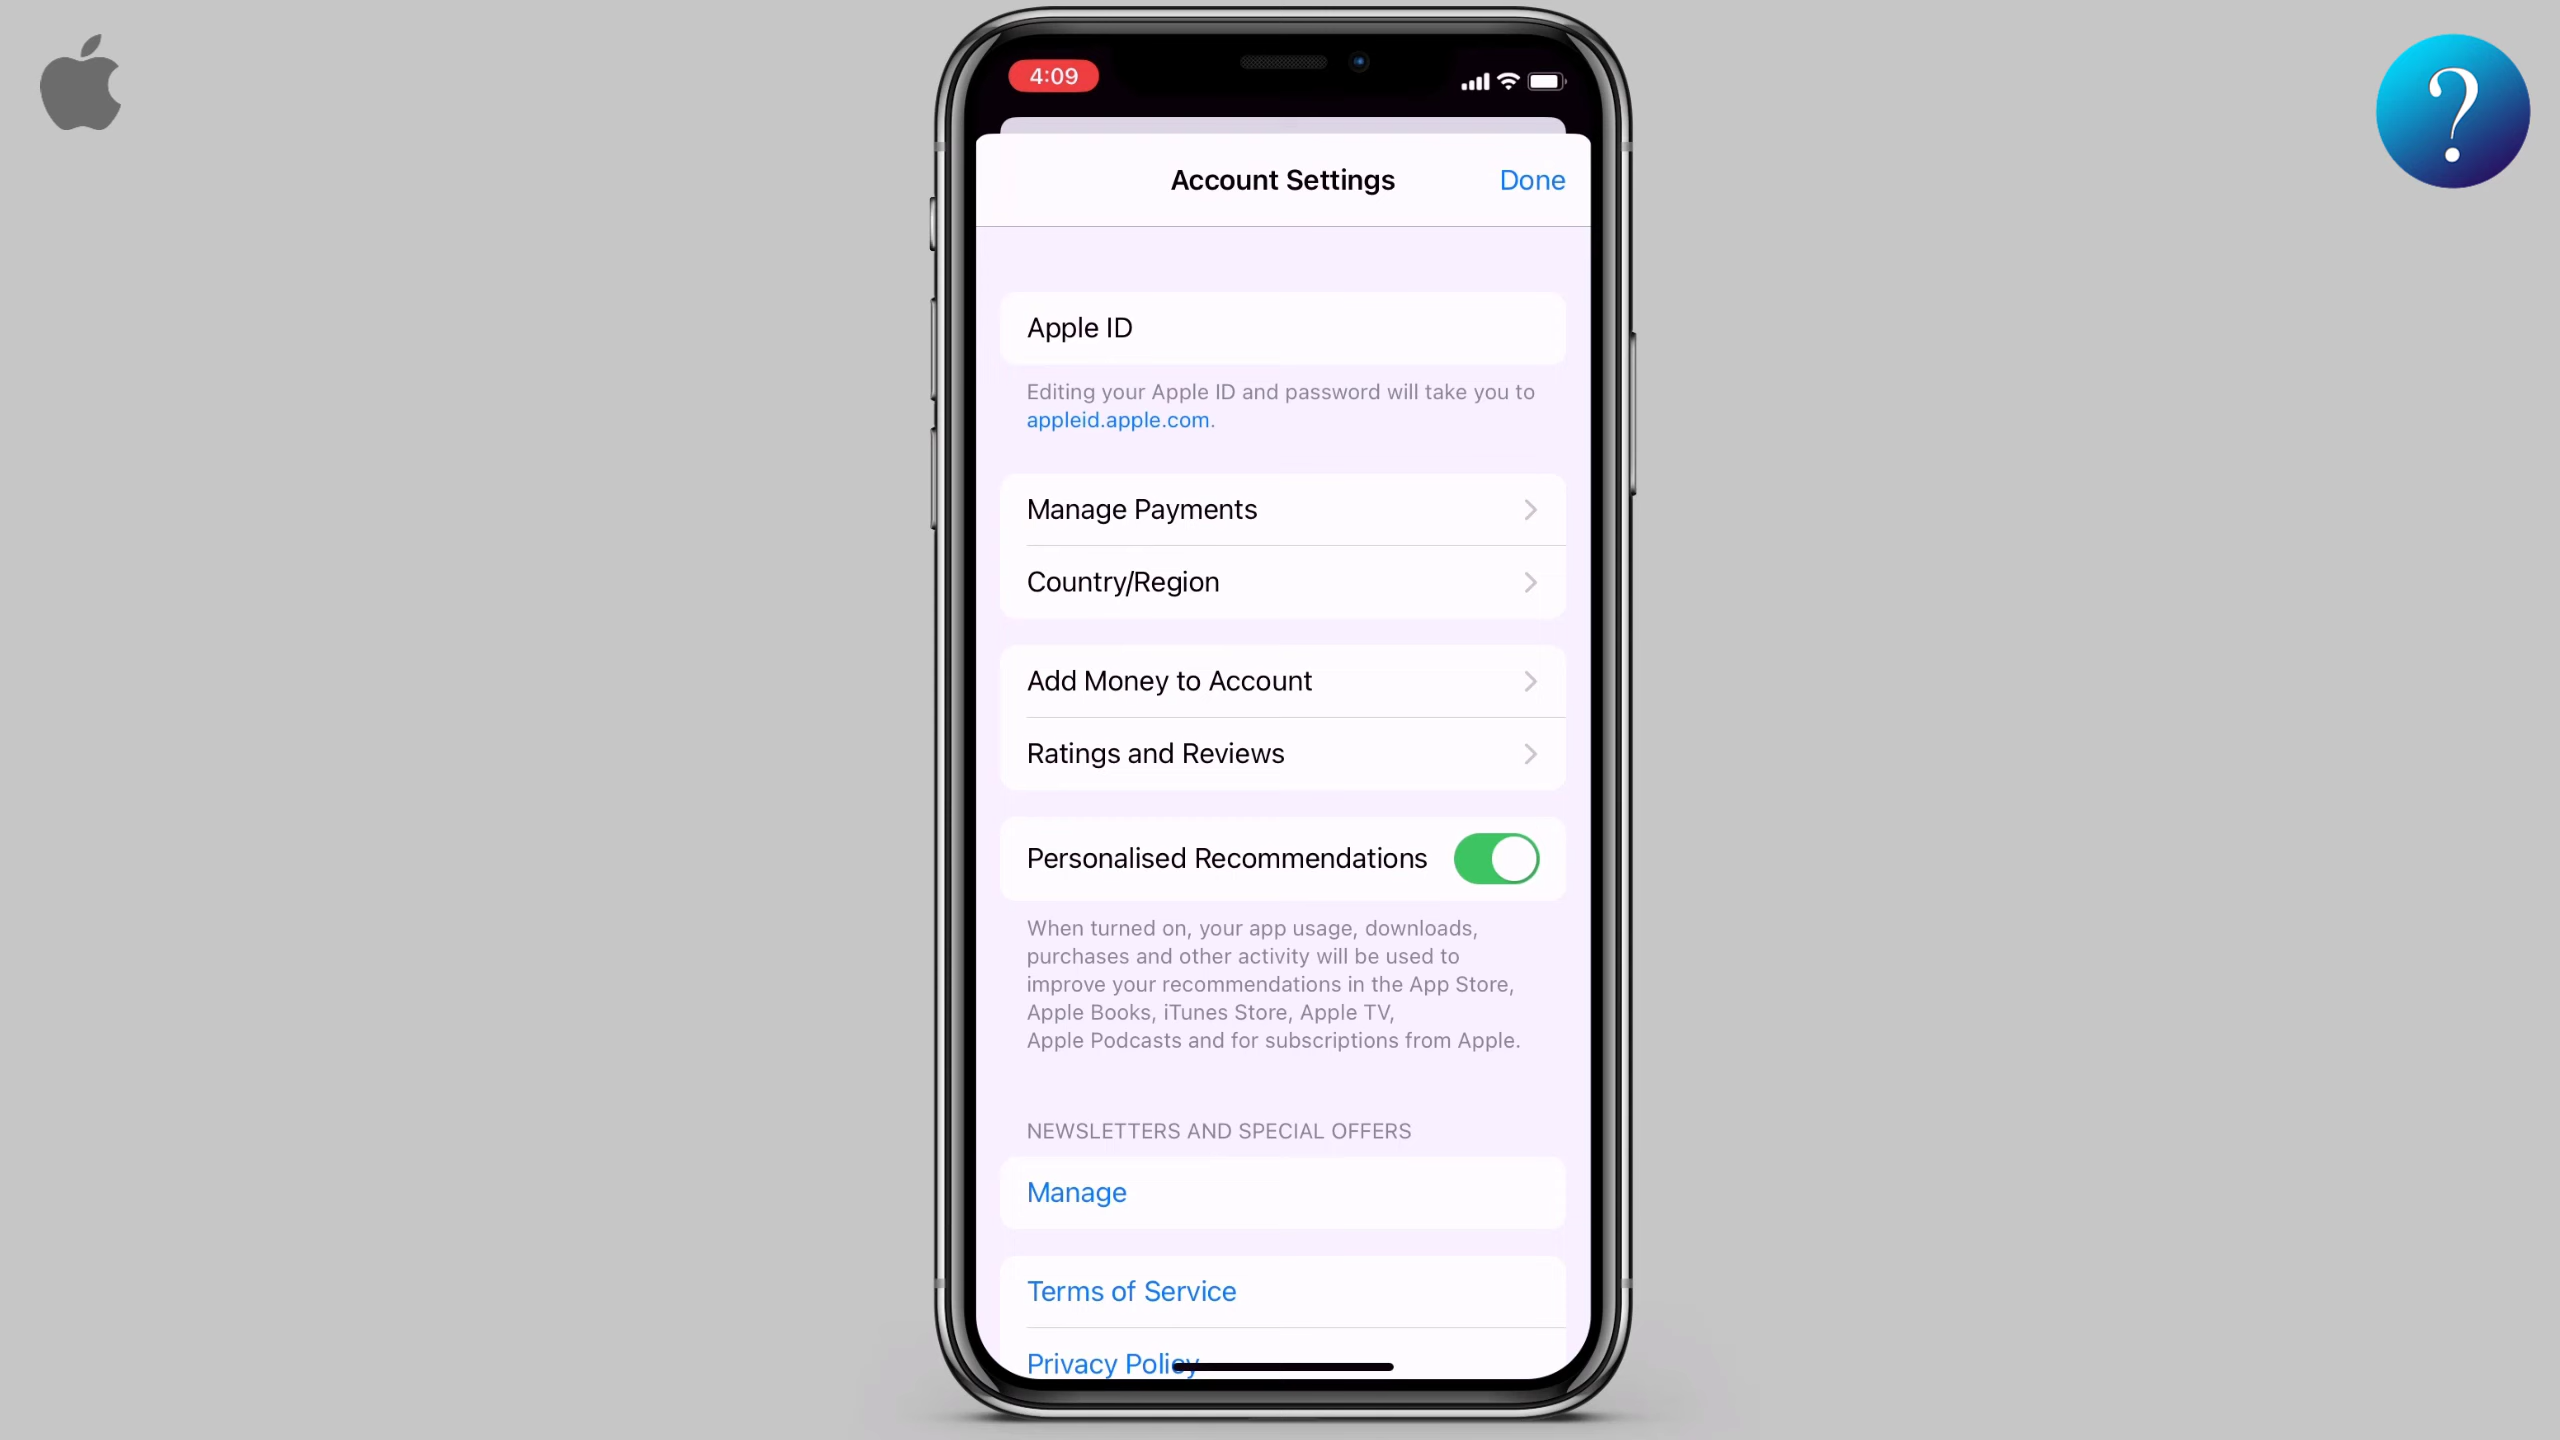 4:09
?
Account Settings
Done
Apple ID
Editing your Apple ID and password will take you to
appleid.apple.com.
Manage Payments
Country/Region
Add Money to Account
Ratings and Reviews
Personalised Recommendations
When turned on, your app usage, downloads,
purchases and other activity will be used to
improve your recommendations in the App Store,
Apple Books, iTunes Store, Apple TV,
Apple Podcasts and for subscriptions from Apple.
NEWSLETTERS AND SPECIAL OFFERS
Manage
Terms of Service
Privacy Policy